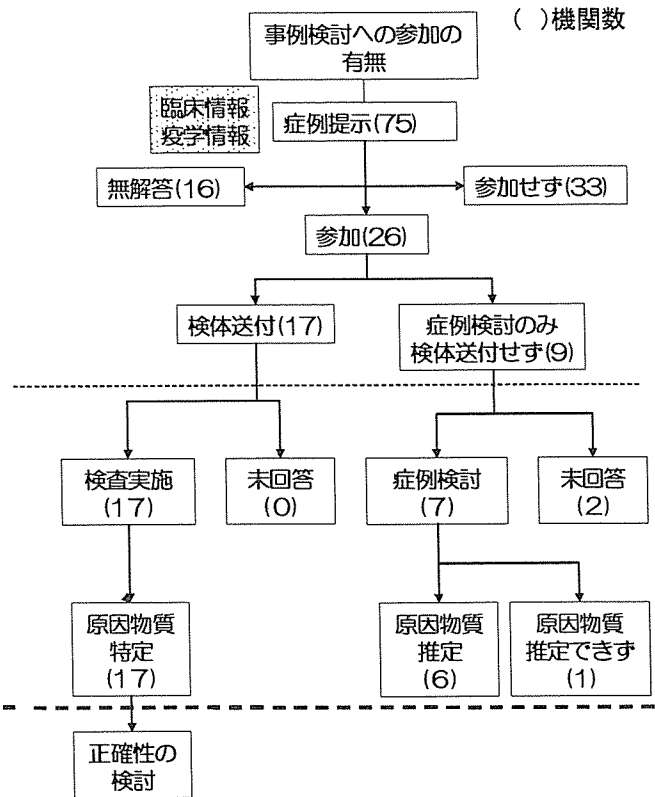 ( )機関数
事例検討への参加の
有無
臨床情報
疫学情報
症例提示(75)
無解答(16)
参加せず(33)
参加(26)
検体送付(17)
症例検討のみ
検体送付せず(9)
検査実施
(17)
未回答
(0)
症例検討
(7)
未回答
(2)
原因物質
特定
(17)
原因物質
推定
(6)
原因物質
推定できず
(1)
正確性の
検討